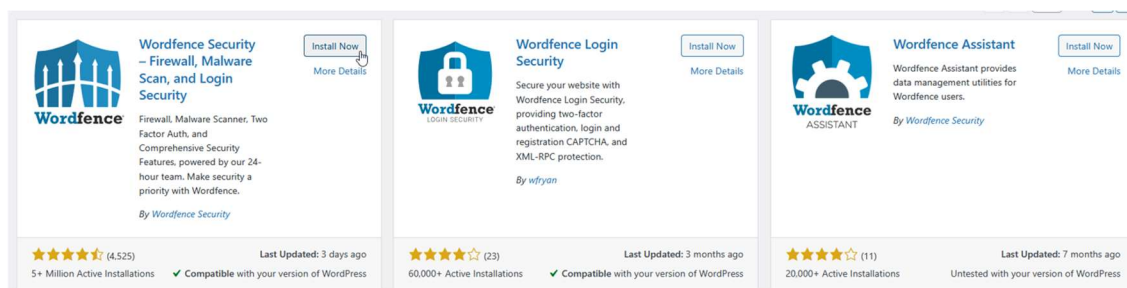 Wordfence
Wordfence Security
– Firewall, Malware
Scan, and Login
Security
Firewall, Malware Scanner, Two
Factor Auth, and
Comprehensive Security
Features, powered by our 24-
hour team. Make security a
priority with Wordfence.
By Wordfence Security
Install Now
More Details
(4,525)
5+ Million Active Installations
Last Updated: 3 days ago
Compatible with your version of WordPress
Wordfence
LOGIN SECURITY
Wordfence Login
Security
Secure your website with
Wordfence Login Security,
providing two-factor
authentication, login and
registration CAPTCHA, and
XML-RPC protection.
By wfryan
Install Now
More Details
(23)
60,000+ Active Installations
Last Updated: 3 months ago
Compatible with your version of WordPress
Wordfence
ASSISTANT
Wordfence Assistant
Wordfence Assistant provides
data management utilities for
Wordfence users.
By Wordfence Security
Install Now
More Details
(11)
20,000+ Active Installations
Last Updated: 7 months ago
Untested with your version of WordPress